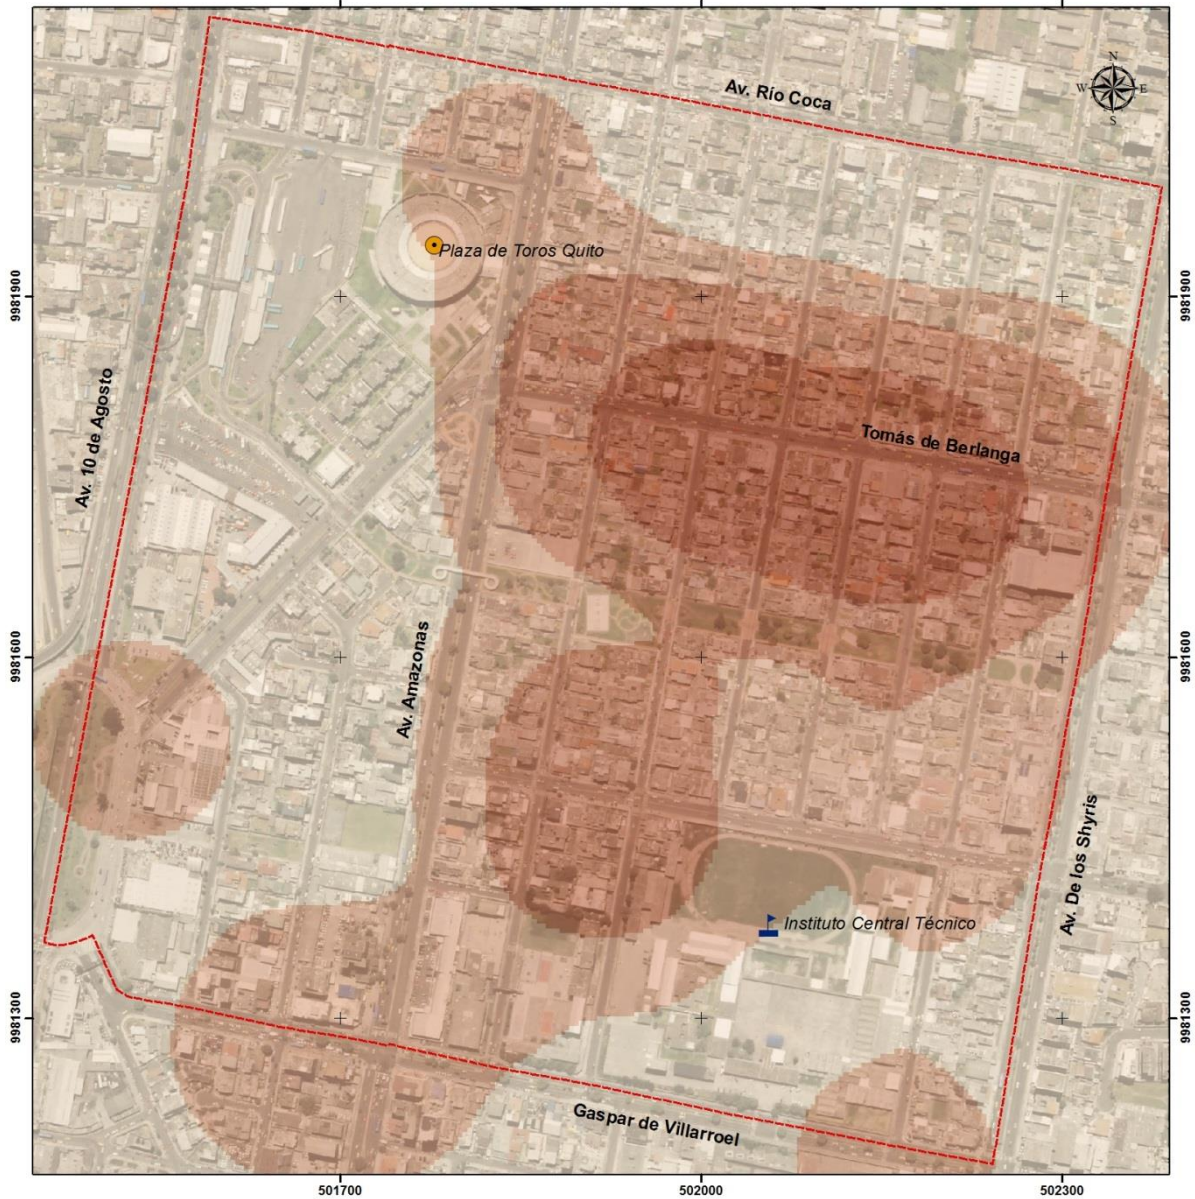 N
W E
S
Av. Río Coca
Plaza de Toros Quito
9981900
9981900
Av. 10 de Agosto
Tomás de Berlanga
Av. Amazonas
9981600
9981600
Av. De los Shyris
Instituto Central Técnico
9981300
9981300
Gaspar de Villarroel
501700
502000
502300